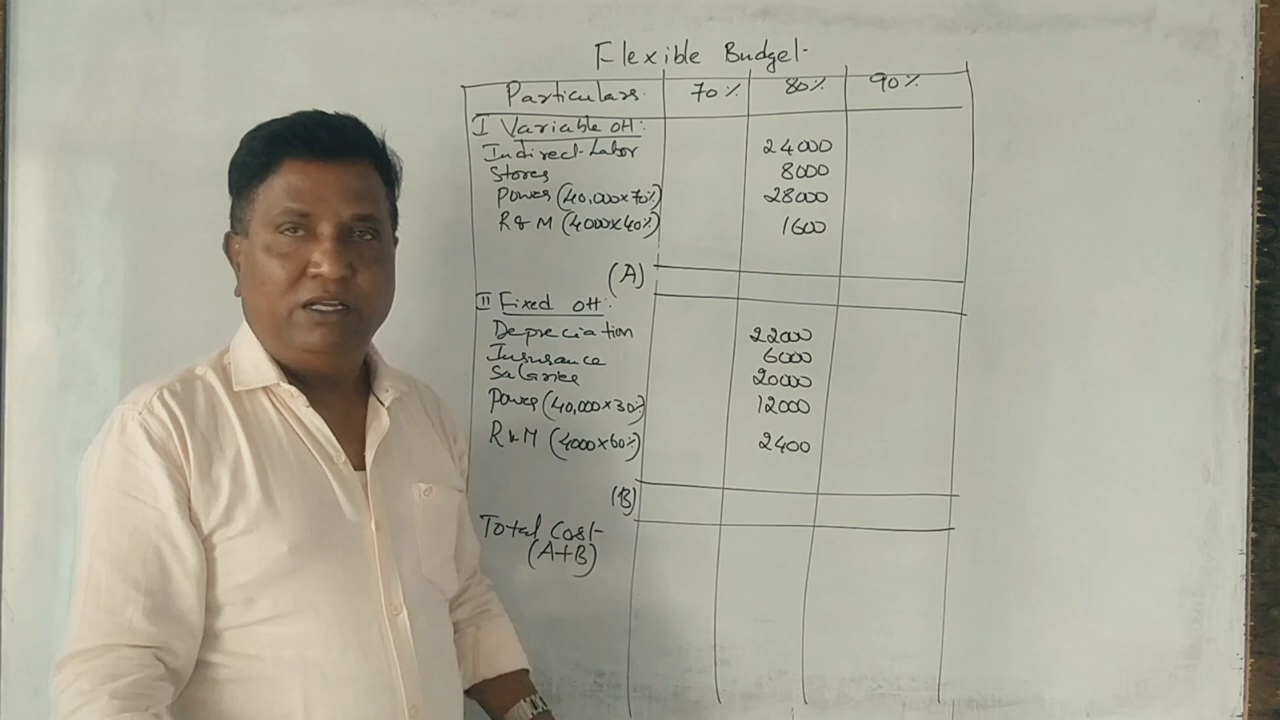 Flexible Budget
Particulars 70% 80% 90%
I Variable OH:
Indirect Labor 24000
Stores 8000
Power (40,000x70%) 28000
R&M (4000x40%) 1600
(A)
II Fixed OH:
Depreciation 22000
Insurance 6000
Salaries 20000
Power (40,000x30%) 12000
R&M (4000x60%) 2400
(B)
Total Cost
(A+B)